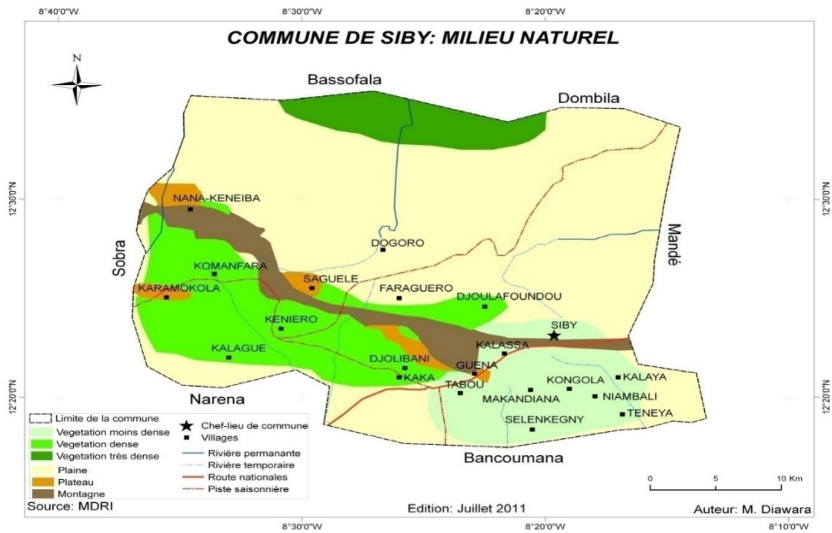 8°40'0"W
8°30'0"W
8°20'0"W
8°10'0"W
COMMUNE DE SIBY: MILIEU NATUREL
N
Bassofala
Dombila
12°30'0"N
12°30'0"N
NANA-KENEIBA
DOGORO
Sobra
Mandé
KOMANFARA
SAGUELE
KARAMOKOLA
FARAGUERO
DJOULAFOUNDOU
KENIERO
SIBY
KALASSA
KALAGUE
DJOLIBANI
GUENA
KAKA
TABOU
KONGOLA
KALAYA
MAKANDIANA
NIAMBALI
TENEYA
SELENKEGNY
12°20'0"N
12°20'0"N
Narena
Bancoumana
Limite de la commune
Vegetation moins dense
Vegetation dense
Vegetation très dense
Plaine
Plateau
Montagne
Chef-lieu de commune
Villages
Rivière permanante
Rivière temporaire
Route nationales
Piste saisonnière
0 5 10 Km
Source: MDRI
Edition: Juillet 2011
Auteur: M. Diawara
8°30'0"W
8°20'0"W
8°10'0"W